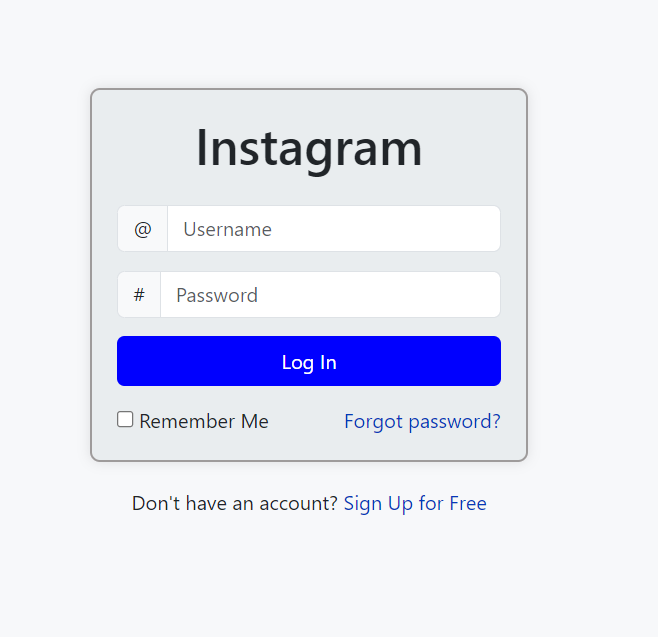 Instagram
@ Username
# Password
Log In
Remember Me Forgot password?
Don't have an account? Sign Up for Free